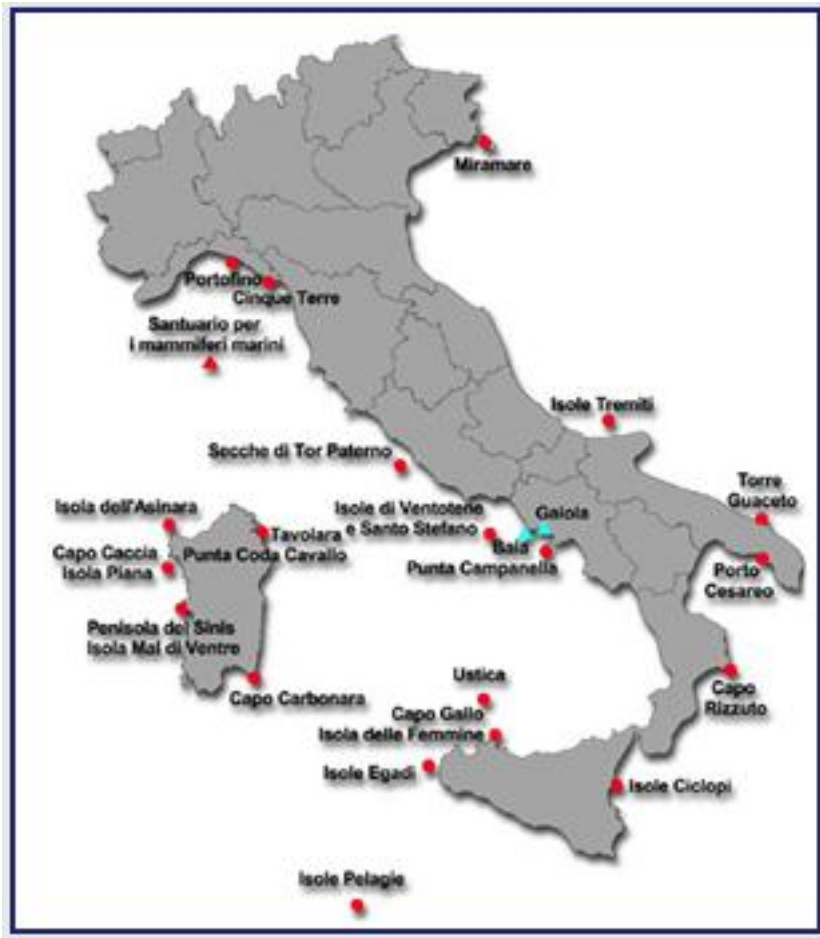 Miramare
Portofino
Cinque Terre
Santuario per
i mammiferi marini
Isole Tremiti
Secche di Tor Paterno
Torre
Guaceto
Isola dell'Asinara
Isole di Ventotene
e Santo Stefano
Gaiola
Tavolara
Punta Coda Cavallo
Baia
Punta Campanella
Capo Caccia
Isola Piana
Porto
Cesareo
Penisola del Sinis
Isola Mal di Ventre
Capo Carbonara
Ustica
Capo Rizzuto
Capo Gallo
Isola delle Femmine
Isole Egadi
Isole Ciclopi
Isole Pelagie